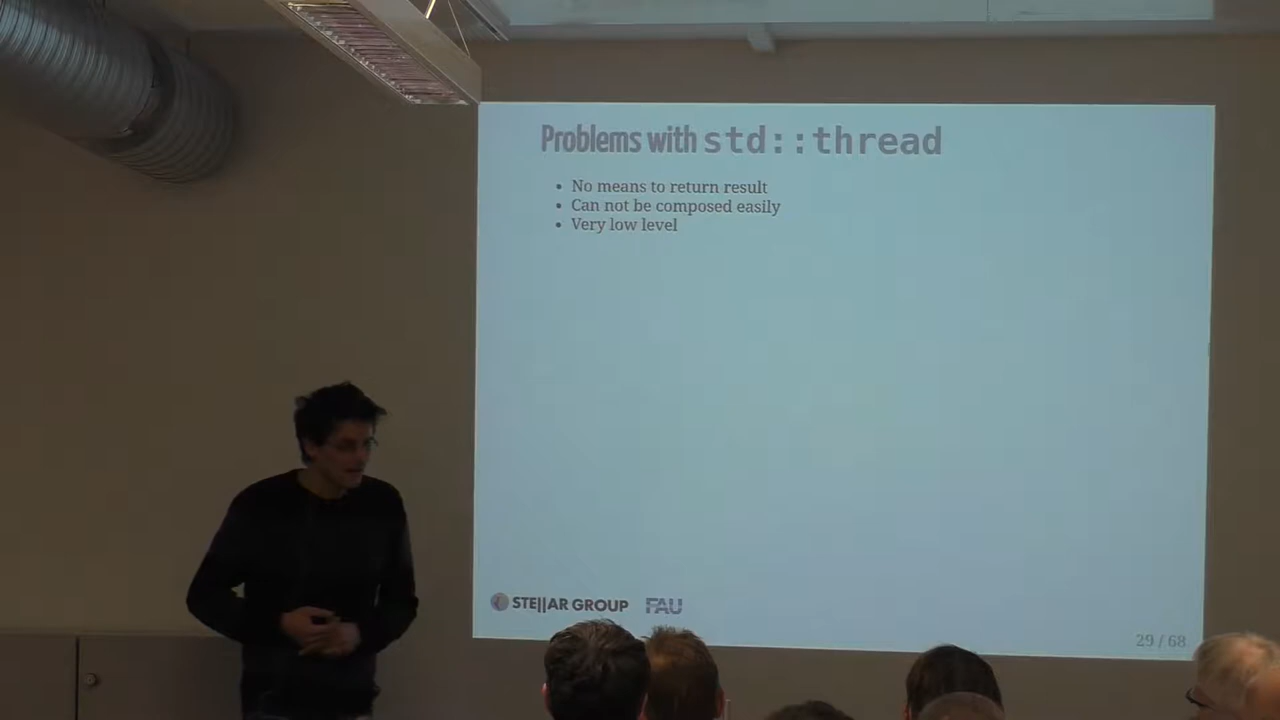 Problems with std::thread
• No means to return result
• Can not be composed easily
• Very low level
STE||AR GROUP FAU
29 / 68